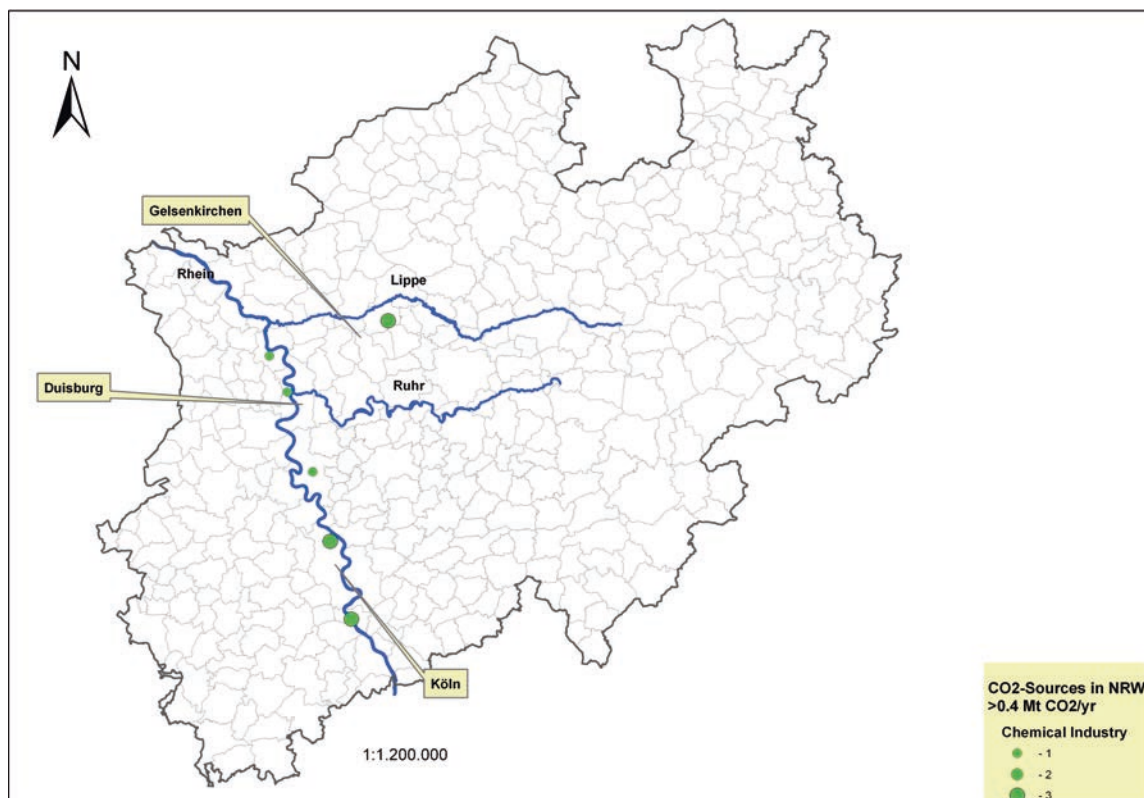 N
Gelsenkirchen
Rhein
Lippe
Duisburg
Ruhr
Köln
1:1.200.000
CO2-Sources in NRW
>0.4 Mt CO2/yr
Chemical Industry
- 1
- 2
- 3